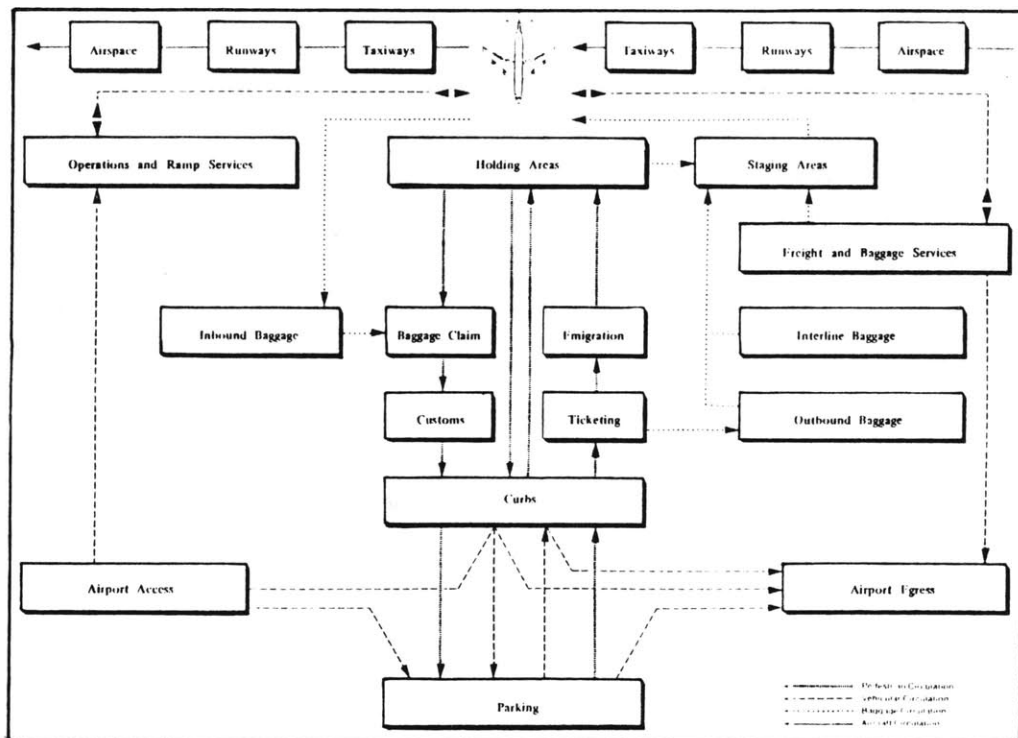 Airspace
Runways
Taxiways
Taxiways
Runways
Airspace
Operations and Ramp Services
Holding Areas
Staging Areas
Freight and Baggage Services
Inbound Baggage
Baggage Claim
Emigration
Interline Baggage
Customs
Ticketing
Outbound Baggage
Curbs
Airport Access
Airport Egress
Parking
Pedestrian Circulation
Vehicular Circulation
Baggage Circulation
Aircraft Circulation